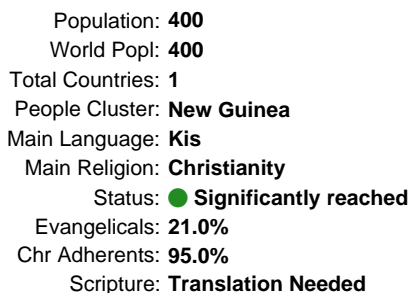 Population: 400
World Popl: 400
Total Countries: 1
People Cluster: New Guinea
Main Language: Kis
Main Religion: Christianity
Status: Significantly reached
Evangelicals: 21.0%
Chr Adherents: 95.0%
Scripture: Translation Needed